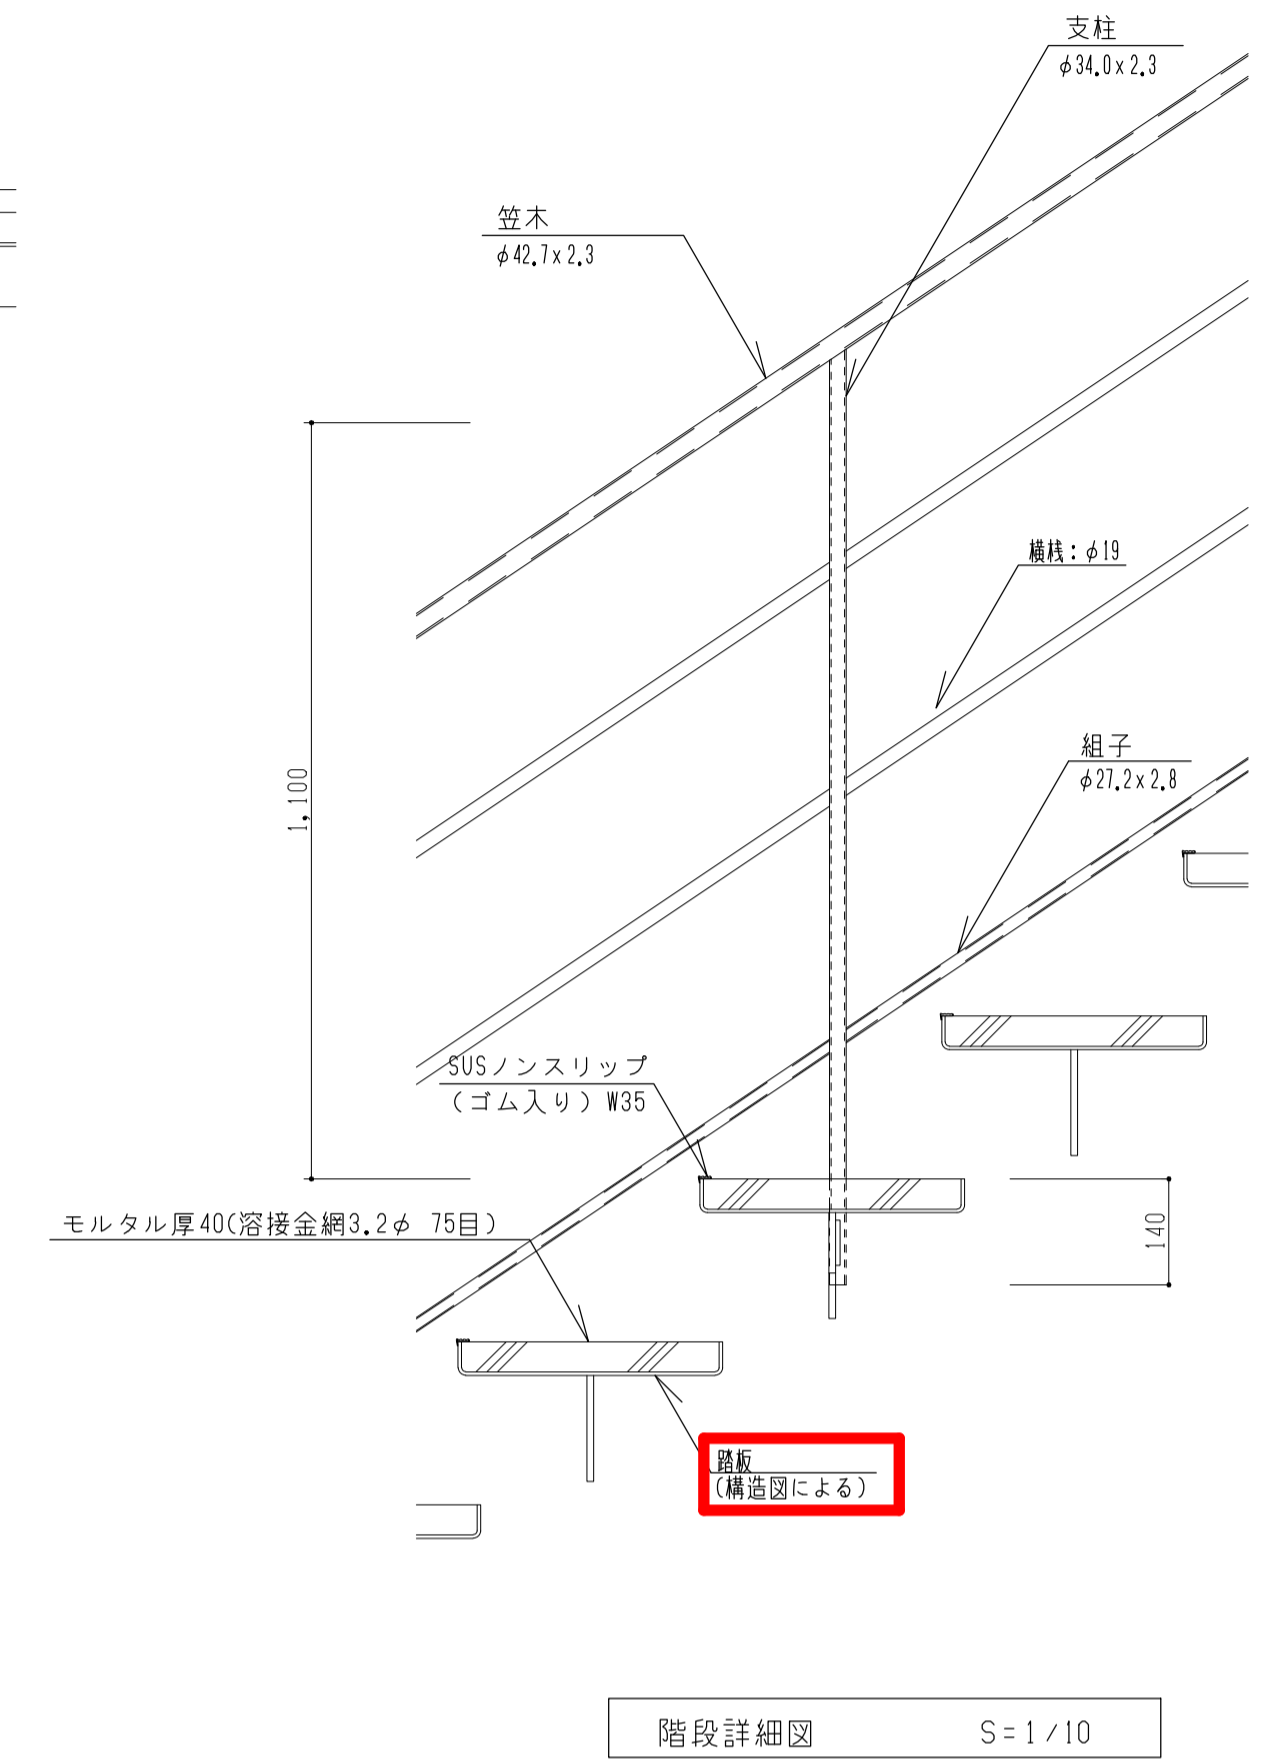 支柱
φ34.0x2.3
笠木
φ42.7x2.3
横桟：φ19
組子
φ27.2x2.8
1,100
SUSノンスリップ
（ゴム入り）W35
モルタル厚40(溶接金網3.2φ 75目)
140
踏板
(構造図による)
階段詳細図 S=1/10